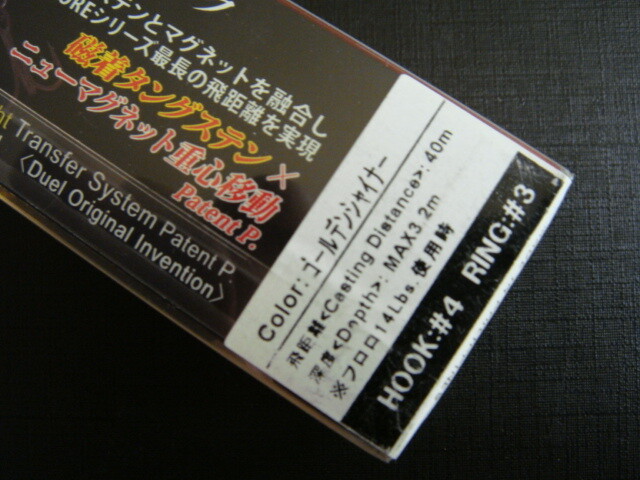 ステンとマグネットを融合し
OREシリーズ最長の飛距離を実現
磁着タングステン×
ニューマグネット重心移動
Patent P.
ht Transfer System Patent P.
〈Duel Original Invention〉
Color:ゴールデンシャイナー
飛距離<Casting Distance>:40m
深度<Depth>:MAX3.2m
※フロロ14Lbs.使用時
HOOK:#4 RING:#3